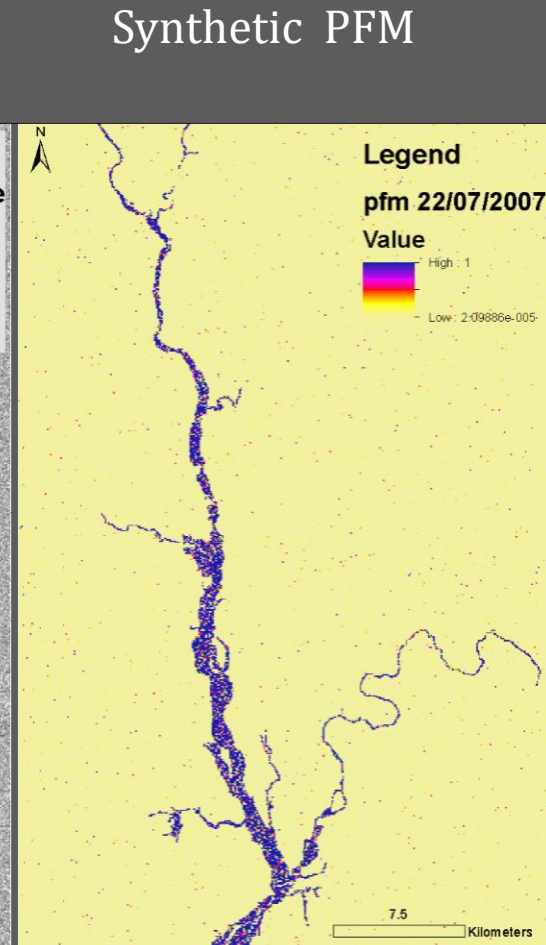 Synthetic PFM
N
Legend
pfm 22/07/2007
Value
High : 1
Low : 2.09886e-005
7.5
Kilometers